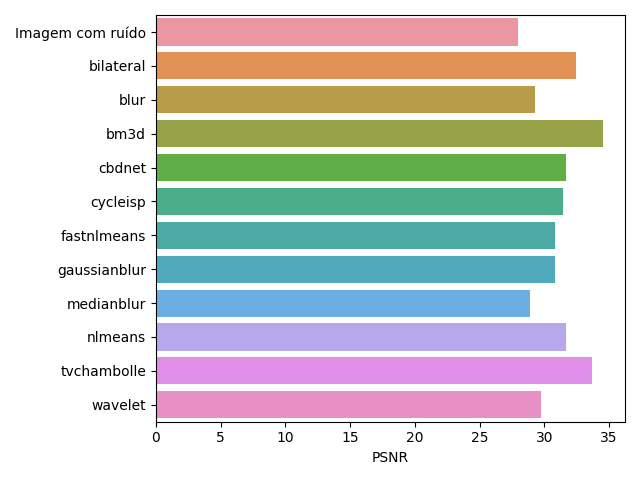 Imagem com ruído
bilateral
blur
bm3d
cbdnet
cycleisp
fastnlmeans
gaussianblur
medianblur
nlmeans
tvchambolle
wavelet
0 5 10 15 20 25 30 35
PSNR